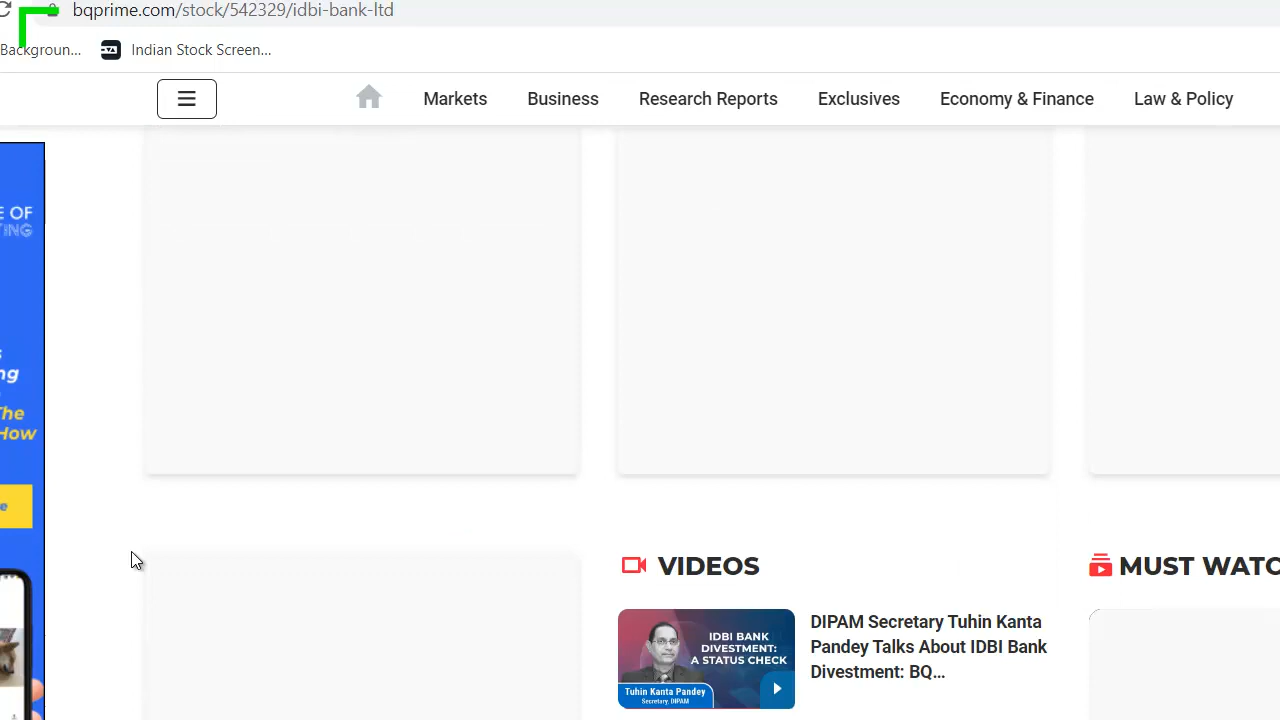 bqprime.com/stock/542329/idbi-bank-ltd
Backgroun... Indian Stock Screen...
Markets Business Research Reports Exclusives Economy & Finance Law & Policy
E OF
TING
ng
The
How
e
VIDEOS
MUST WATC
IDBI BANK
DIVESTMENT:
A STATUS CHECK
Tuhin Kanta Pandey
Secretary, DIPAM
DIPAM Secretary Tuhin Kanta
Pandey Talks About IDBI Bank
Divestment: BQ...